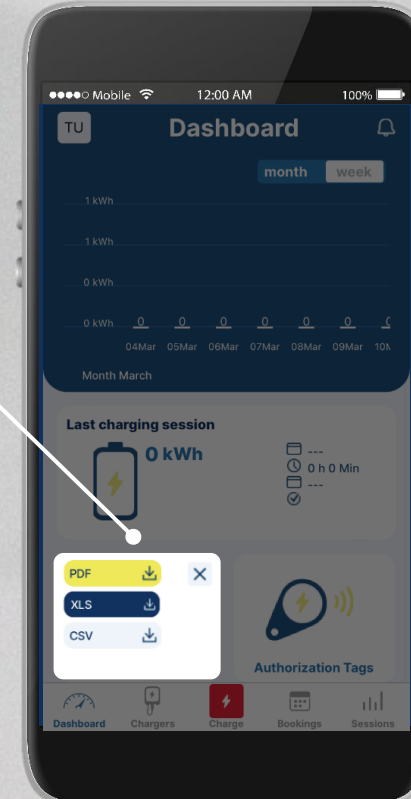 Mobile 12:00 AM 100%
TU Dashboard
month week
1 kWh
1 kWh
0 kWh
0 kWh 0 0 0 0 0 0
04Mar 05Mar 06Mar 07Mar 08Mar 09Mar
Month March
Last charging session
0 kWh
---
0 h 0 Min
---
PDF
XLS
CSV
Authorization Tags
Dashboard Chargers Charge Bookings Sessions